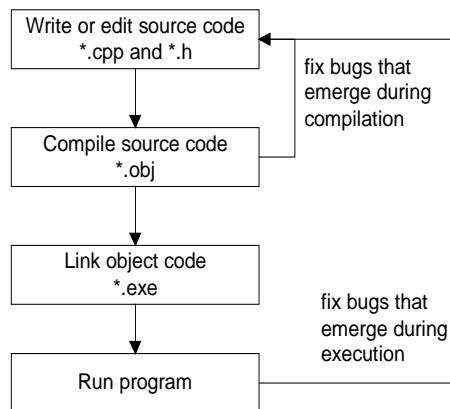 Write or edit source code
*.cpp and *.h
fix bugs that
emerge during
compilation
Compile source code
*.obj
Link object code
*.exe
fix bugs that
emerge during
execution
Run program